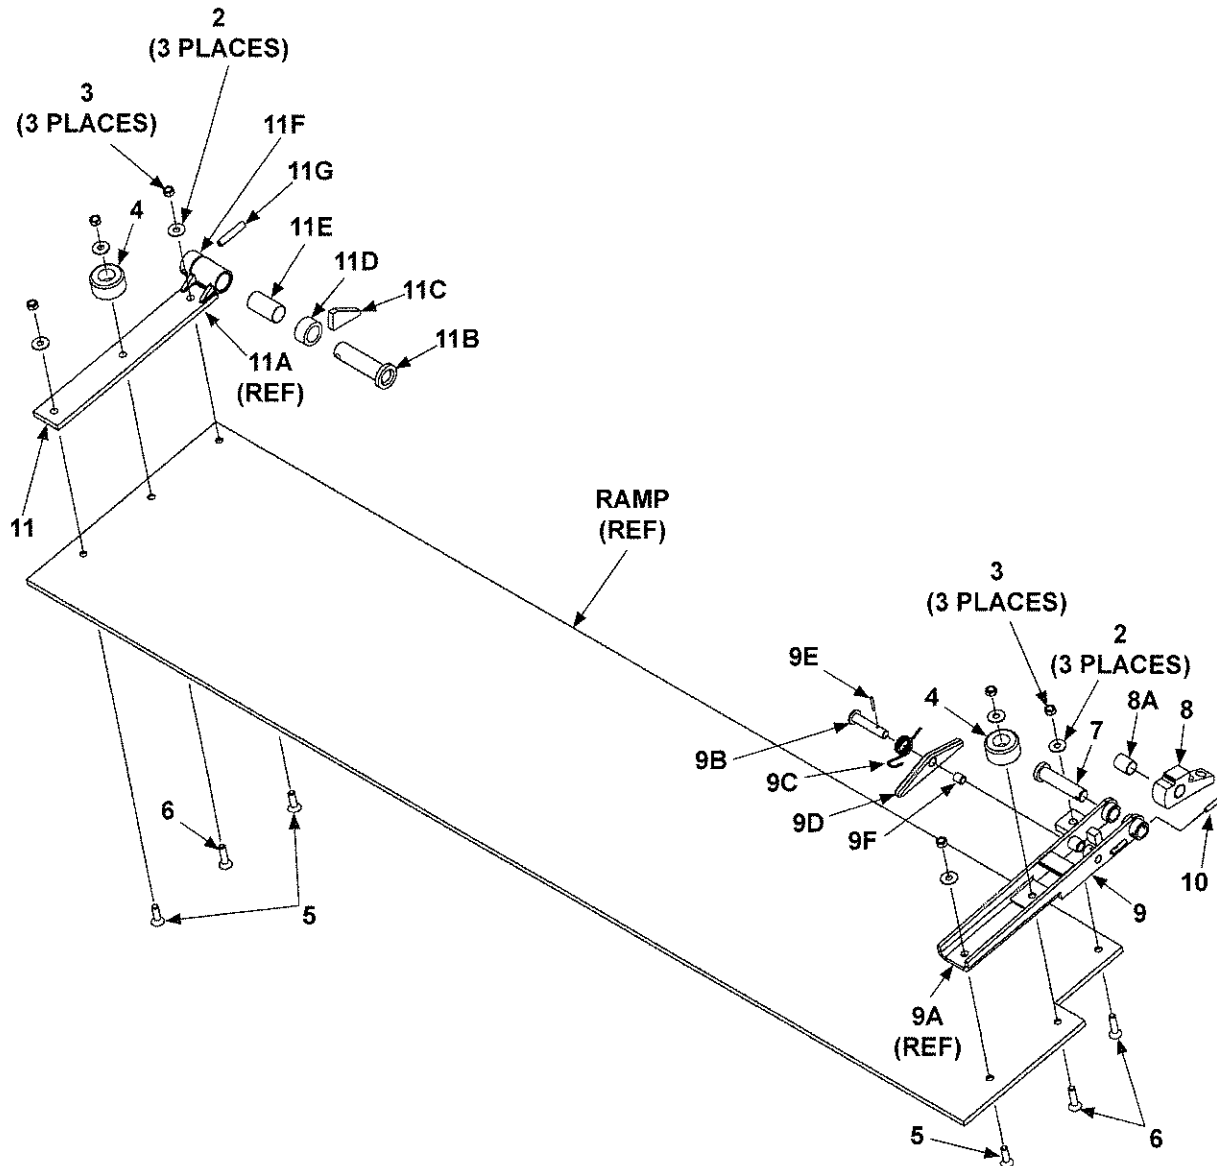 2
(3 PLACES)
3
(3 PLACES)
11F
11G
4
11E
11D
11C
11B
11A
(REF)
11
RAMP
(REF)
3
(3 PLACES)
2
(3 PLACES)
9E
4
8A
8
7
9B
9C
9D
9F
10
9
6
5
9A
(REF)
5
6